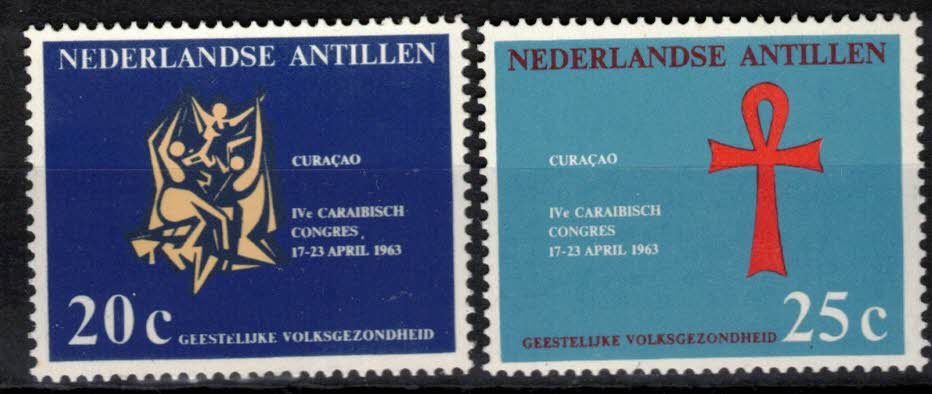 NEDERLANDSE ANTILLEN
CURAÇAO
IVe CARAIBISCH
CONGRES,
17-23 APRIL 1963
20 c
GEESTELIJKE VOLKSGEZONDHEID
NEDERLANDSE ANTILLEN
CURAÇAO
IVe CARAIBISCH
CONGRES
17-23 APRIL 1963
25 c
GEESTELIJKE VOLKSGEZONDHEID